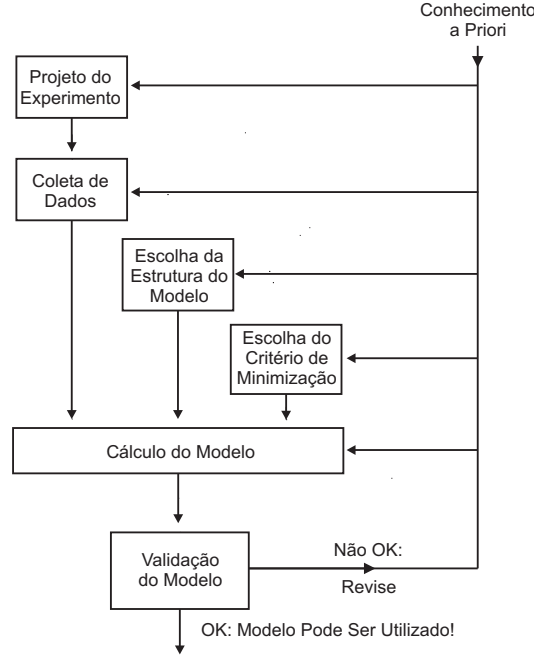 Conhecimento
a Priori
Projeto do
Experimento
Coleta de
Dados
Escolha da
Estrutura do
Modelo
Escolha do
Critério de
Minimização
Cálculo do Modelo
Validação
do Modelo
Não OK:
Revise
OK: Modelo Pode Ser Utilizado!